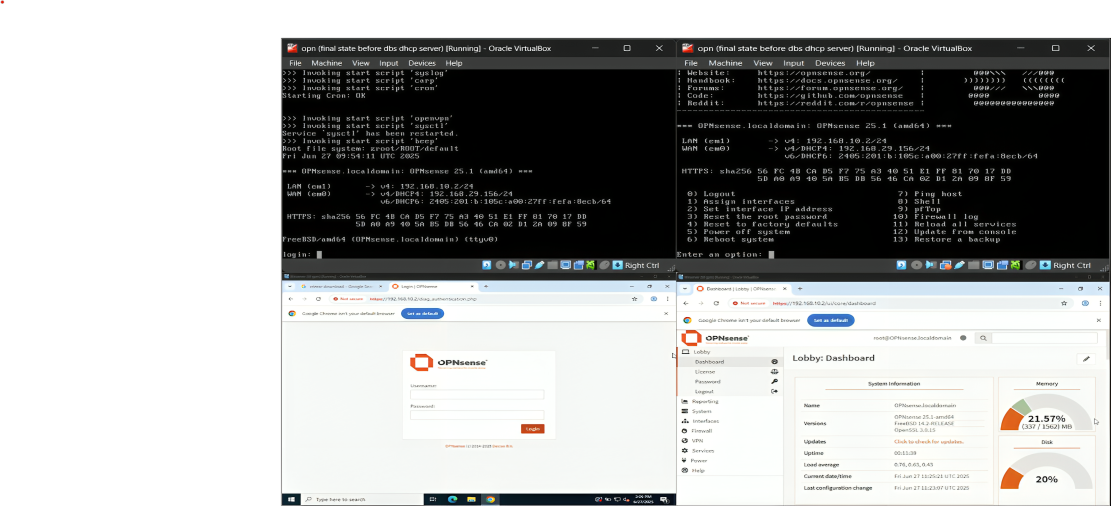 opn (final state before dbs dhcp server) [Running] - Oracle VirtualBox
File Machine View Input Devices Help
>>> Invoking start script 'syslog'
>>> Invoking start script 'carp'
>>> Invoking start script 'cron'
Starting Cron: OK
>>> Invoking start script 'openvpn'
>>> Invoking start script 'sysctl'
Service 'sysctl' has been restarted.
>>> Invoking start script 'beep'
Root file system: zroot/ROOT/default
Fri Jun 27 09:54:11 UTC 2025
*** OPNsense.localdomain: OPNsense 25.1 (amd64) ***
LAN (em1) -> v4: 192.168.10.2/24
WAN (em0) -> v4/DHCP4: 192.168.29.156/24
v6/DHCP6: 2405:201:b:105c:a00:27ff:fefa:8ecb/64
HTTPS: sha256 56 FC 4B CA D5 F7 75 A3 40 51 E1 FF 81 70 17 DD
5D A0 A9 40 5A B5 DB 56 46 CA 02 D1 2A 09 8F 59
FreeBSD/amd64 (OPNsense.localdomain) (ttyv0)
login:
Right Ctrl
opn (final state before dbs dhcp server) [Running] - Oracle VirtualBox
File Machine View Input Devices Help
| Website: https://opnsense.org/ | @@@\\\ ///@@@
| Handbook: https://docs.opnsense.org/ | )))))))) ((((((((
| Forums: https://forum.opnsense.org/ | @@@/// \\\@@@
| Code: https://github.com/opnsense | @@@@ @@@@
| Reddit: https://reddit.com/r/opnsense | @@@@@@@@@@@@@@@
*** OPNsense.localdomain: OPNsense 25.1 (amd64) ***
LAN (em1) -> v4: 192.168.10.2/24
WAN (em0) -> v4/DHCP4: 192.168.29.156/24
v6/DHCP6: 2405:201:b:105c:a00:27ff:fefa:8ecb/64
HTTPS: sha256 56 FC 4B CA D5 F7 75 A3 40 51 E1 FF 81 70 17 DD
5D A0 A9 40 5A B5 DB 56 46 CA 02 D1 2A 09 8F 59
0) Logout 7) Ping host
1) Assign interfaces 8) Shell
2) Set interface IP address 9) pfTop
3) Reset the root password 10) Firewall log
4) Reset to factory defaults 11) Reload all services
5) Power off system 12) Update from console
6) Reboot system 13) Restore a backup
Enter an option:
Right Ctrl
Login | OPNsense
Not secure https://192.168.10.2/diag_authentication.php
Google Chrome isn't your default browser Set as default
OPNsense
Username:
Password:
Login
OPNsense (c) 2014-2025 Deciso B.V.
Type here to search
6/27/2025
Dashboard | Lobby | OPNsense
Not secure https://192.168.10.2/ui/core/dashboard
Google Chrome isn't your default browser Set as default
OPNsense
root@OPNsense.localdomain
Lobby
Dashboard
License
Password
Logout
Reporting
System
Interfaces
Firewall
VPN
Services
Power
Help
Lobby: Dashboard
System Information
Name OPNsense.localdomain
Versions OPNsense 25.1-amd64
FreeBSD 14.2-RELEASE
OpenSSL 3.0.15
Updates Click to check for updates.
Uptime 00:11:38
Load average 0.70, 0.63, 0.43
Current date/time Fri Jun 27 11:25:21 UTC 2025
Last configuration change Fri Jun 27 11:23:07 UTC 2025
Memory
21.57%
(337 / 1562) MB
Disk
20%